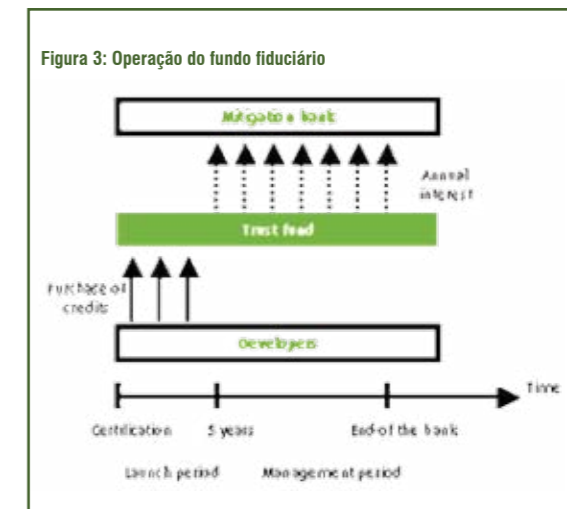 Figura 3: Operação do fundo fiduciário
Mitigation bank
Annual
interest
Trust fund
Purchase of
credits
Developers
Time
Certification
5 years
End of the bank
Launch period
Management period